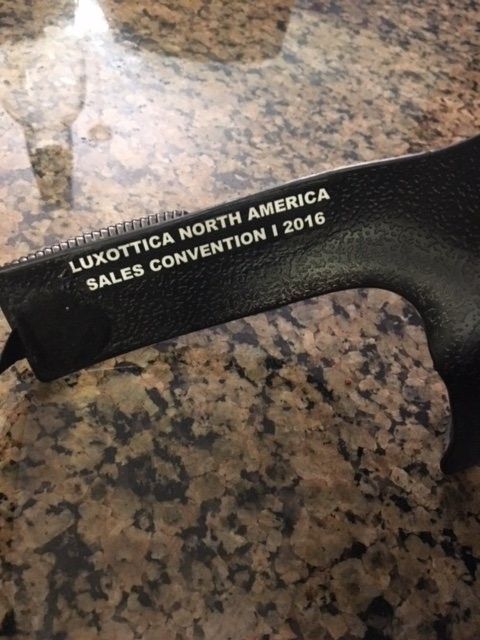 LUXOTTICA NORTH AMERICA
SALES CONVENTION | 2016